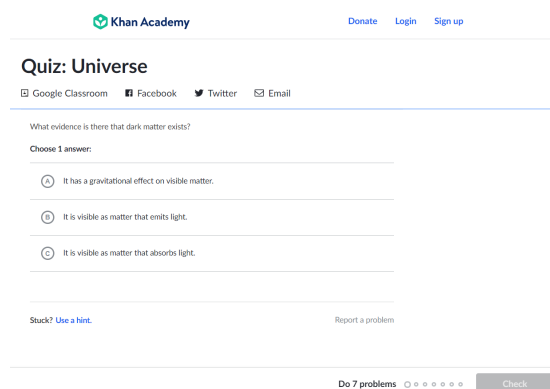 Khan Academy
Donate Login Sign up
Quiz: Universe
Google Classroom Facebook Twitter Email
What evidence is there that dark matter exists?
Choose 1 answer:
A It has a gravitational effect on visible matter.
B It is visible as matter that emits light.
C It is visible as matter that absorbs light.
Stuck? Use a hint. Report a problem
Do 7 problems Check